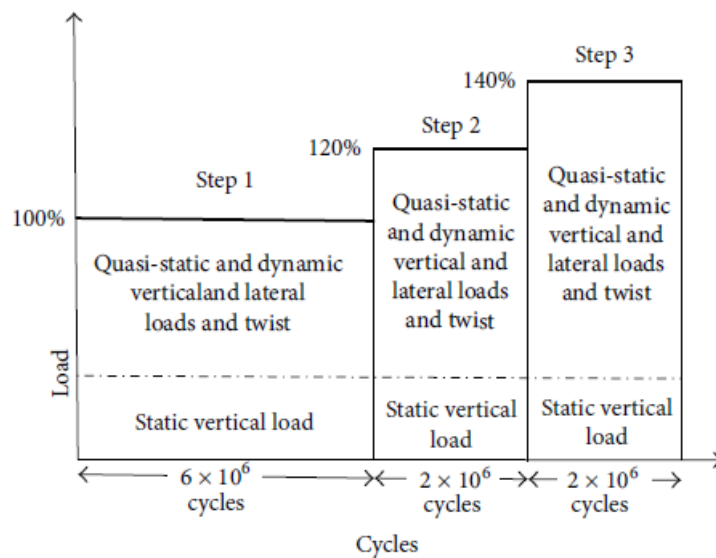 Step 3
140%
Step 2
120%
Step 1
100%
Quasi-static and dynamic
verticaland lateral
loads and twist
Quasi-static
and dynamic
vertical and
lateral loads
and twist
Quasi-static
and dynamic
vertical and
lateral loads
and twist
Load
Static vertical load
Static vertical
load
Static vertical
load
6 × 10⁶
cycles
2 × 10⁶
cycles
2 × 10⁶
cycles
Cycles